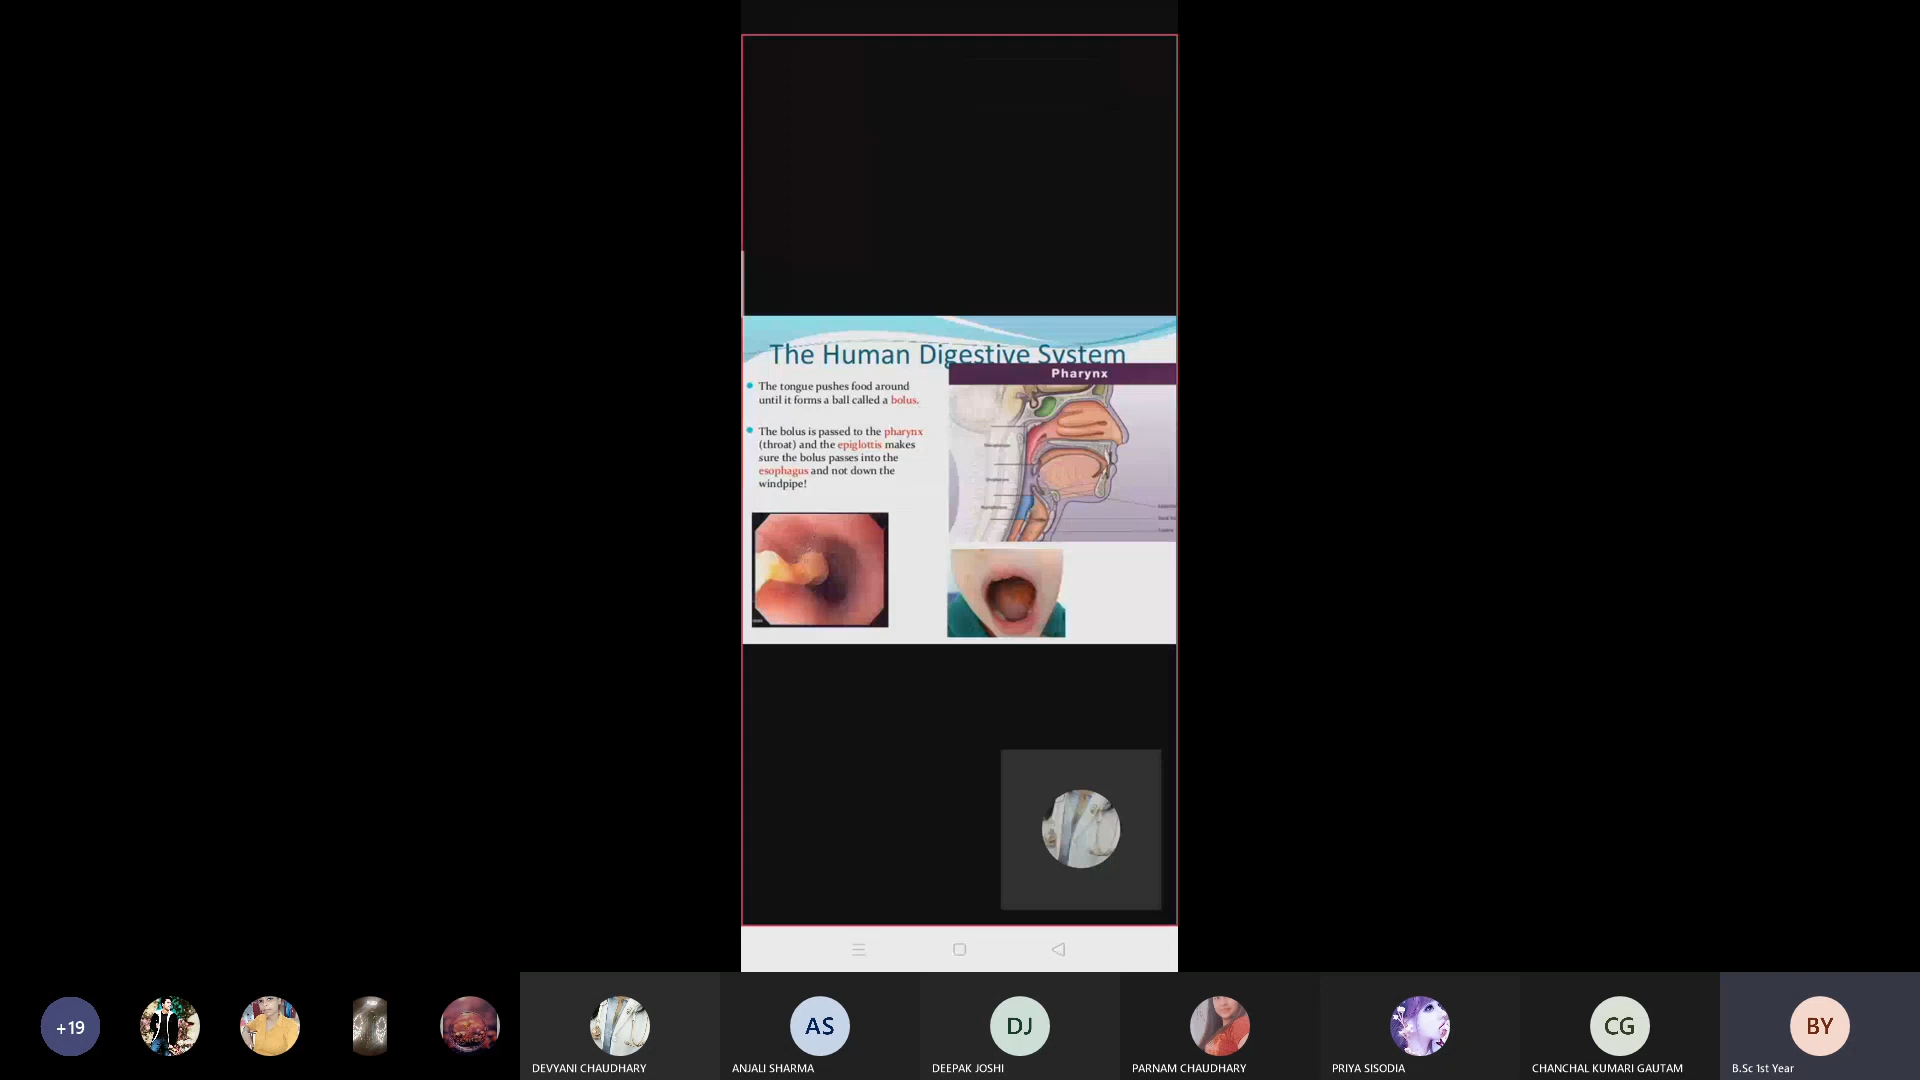 The Human Digestive System
Pharynx
The tongue pushes food around
until it forms a ball called a bolus.
The bolus is passed to the pharynx
(throat) and the epiglottis makes
sure the bolus passes into the
esophagus and not down the
windpipe!
+19
DEVYANI CHAUDHARY
AS
ANJALI SHARMA
DJ
DEEPAK JOSHI
PARNAM CHAUDHARY
PRIYA SISODIA
CG
CHANCHAL KUMARI GAUTAM
BY
B.Sc 1st Year